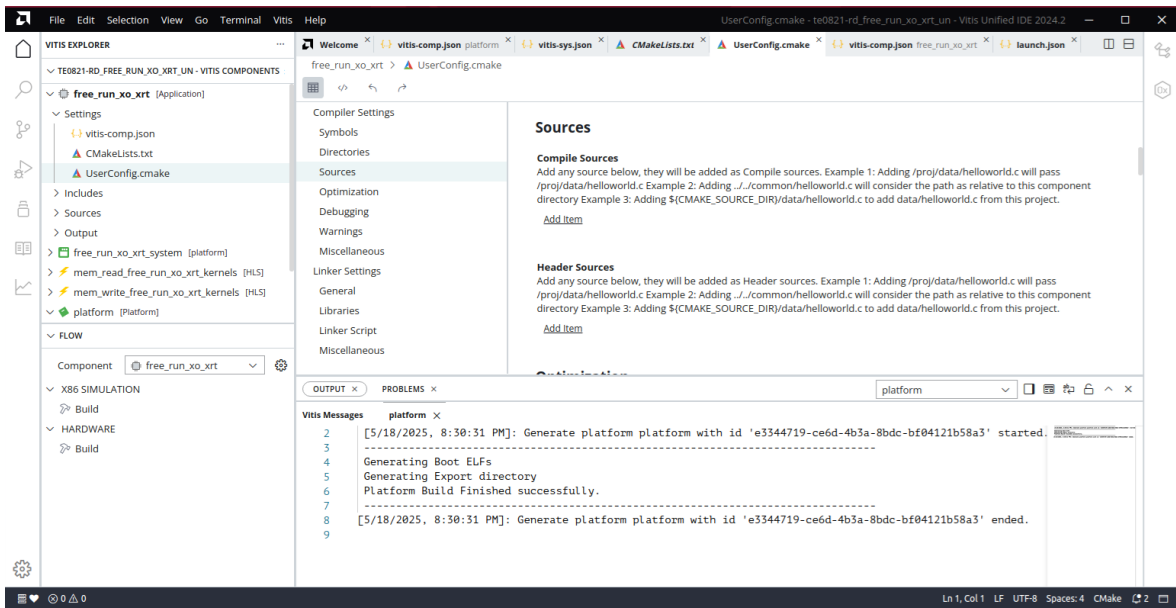 File Edit Selection View Go Terminal Vitis Help
UserConfig.cmake - te0821-rd_free_run_xo_xrt_un - Vitis Unified IDE 2024.2
VITIS EXPLORER
TE0821-RD_FREE_RUN_XO_XRT_UN - VITIS COMPONENTS
free_run_xo_xrt [Application]
Settings
{..} vitis-comp.json
CMakeLists.txt
UserConfig.cmake
Includes
Sources
Output
free_run_xo_xrt_system [platform]
mem_read_free_run_xo_xrt_kernels [HLS]
mem_write_free_run_xo_xrt_kernels [HLS]
platform [Platform]
FLOW
Component free_run_xo_xrt
X86 SIMULATION
Build
HARDWARE
Build
Welcome × {..} vitis-comp.json platform × {..} vitis-sys.json × CMakeLists.txt × UserConfig.cmake × {..} vitis-comp.json free_run_xo_xrt × {..} launch.json ×
free_run_xo_xrt > UserConfig.cmake
Compiler Settings
Symbols
Directories
Sources
Optimization
Debugging
Warnings
Miscellaneous
Linker Settings
General
Libraries
Linker Script
Miscellaneous
Sources
Compile Sources
Add any source below, they will be added as Compile sources. Example 1: Adding /proj/data/helloworld.c will pass
/proj/data/helloworld.c Example 2: Adding ../../common/helloworld.c will consider the path as relative to this component
directory Example 3: Adding ${CMAKE_SOURCE_DIR}/data/helloworld.c to add data/helloworld.c from this project.
Add Item
Header Sources
Add any source below, they will be added as Header sources. Example 1: Adding /proj/data/helloworld.c will pass
/proj/data/helloworld.c Example 2: Adding ../../common/helloworld.c will consider the path as relative to this component
directory Example 3: Adding ${CMAKE_SOURCE_DIR}/data/helloworld.c to add data/helloworld.c from this project.
Add Item
OUTPUT × PROBLEMS × platform
Vitis Messages platform ×
2 [5/18/2025, 8:30:31 PM]: Generate platform platform with id 'e3344719-ce6d-4b3a-8bdc-bf04121b58a3' started.
3 --------------------------------------------------------------------------------
4 Generating Boot ELFs
5 Generating Export directory
6 Platform Build Finished successfully.
7 --------------------------------------------------------------------------------
8 [5/18/2025, 8:30:31 PM]: Generate platform platform with id 'e3344719-ce6d-4b3a-8bdc-bf04121b58a3' ended.
9
0 0 Ln 1, Col 1 LF UTF-8 Spaces: 4 CMake 2